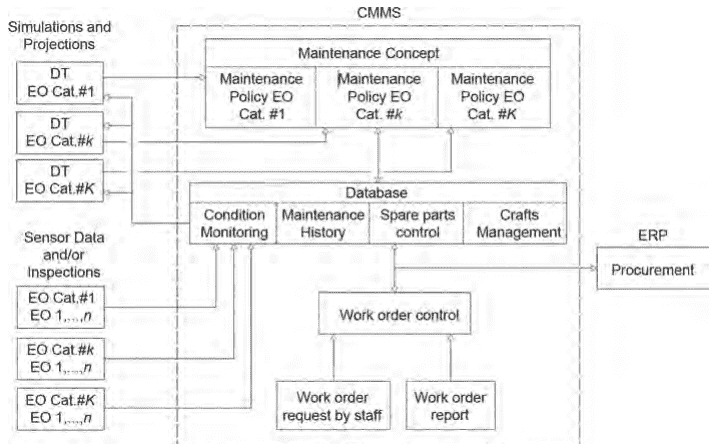 CMMS
Simulations and
Projections
DT
EO Cat.#1
DT
EO Cat.#k
DT
EO Cat.#K
Maintenance Concept
Maintenance
Policy EO
Cat. #1
Maintenance
Policy EO
Cat. #k
Maintenance
Policy EO
Cat. #K
Database
Condition
Monitoring
Maintenance
History
Spare parts
control
Crafts
Management
Sensor Data
and/or
Inspections
EO Cat.#1
EO 1,...,n
EO Cat.#k
EO 1,...,n
EO Cat.#K
EO 1,...,n
ERP
Procurement
Work order control
Work order
request by staff
Work order
report